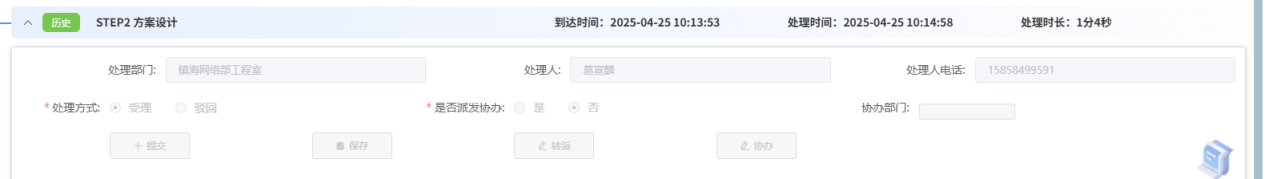 历史 STEP2 方案设计 到达时间: 2025-04-25 10:13:53 处理时间: 2025-04-25 10:14:58 处理时长: 1分4秒
处理部门: 镇海网络部工程室 处理人: 葛宣麟 处理人电话: 15858499591
* 处理方式: 受理 驳回 * 是否派发协办: 是 否 协办部门:
提交 保存 转派 协办